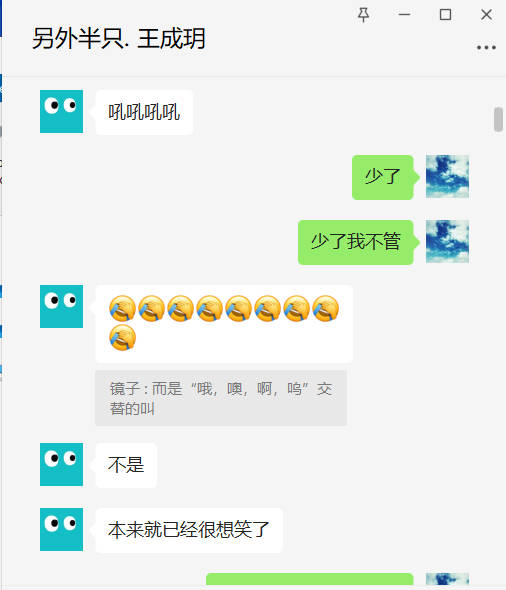 另外半只. 王成玥
吼吼吼吼
少了
少了我不管
镜子 : 而是“哦，噢，啊，呜”交
替的叫
不是
本来就已经很想笑了